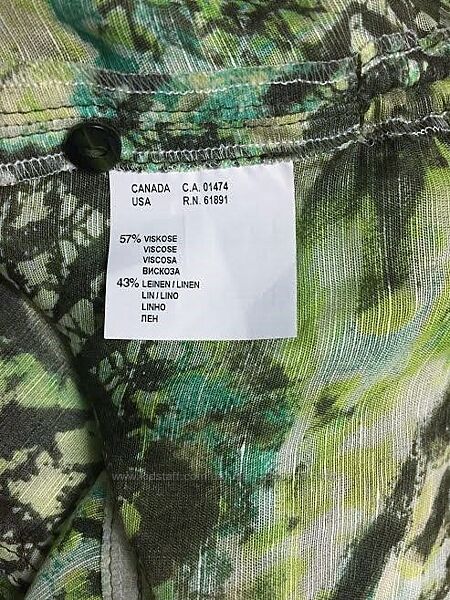 CANADA C.A. 01474
USA R.N. 61891
57% VISKOSE
VISCOSE
VISCOSA
ВИСКОЗА
43% LEINEN / LINEN
LIN / LINO
LINHO
ЛЕН